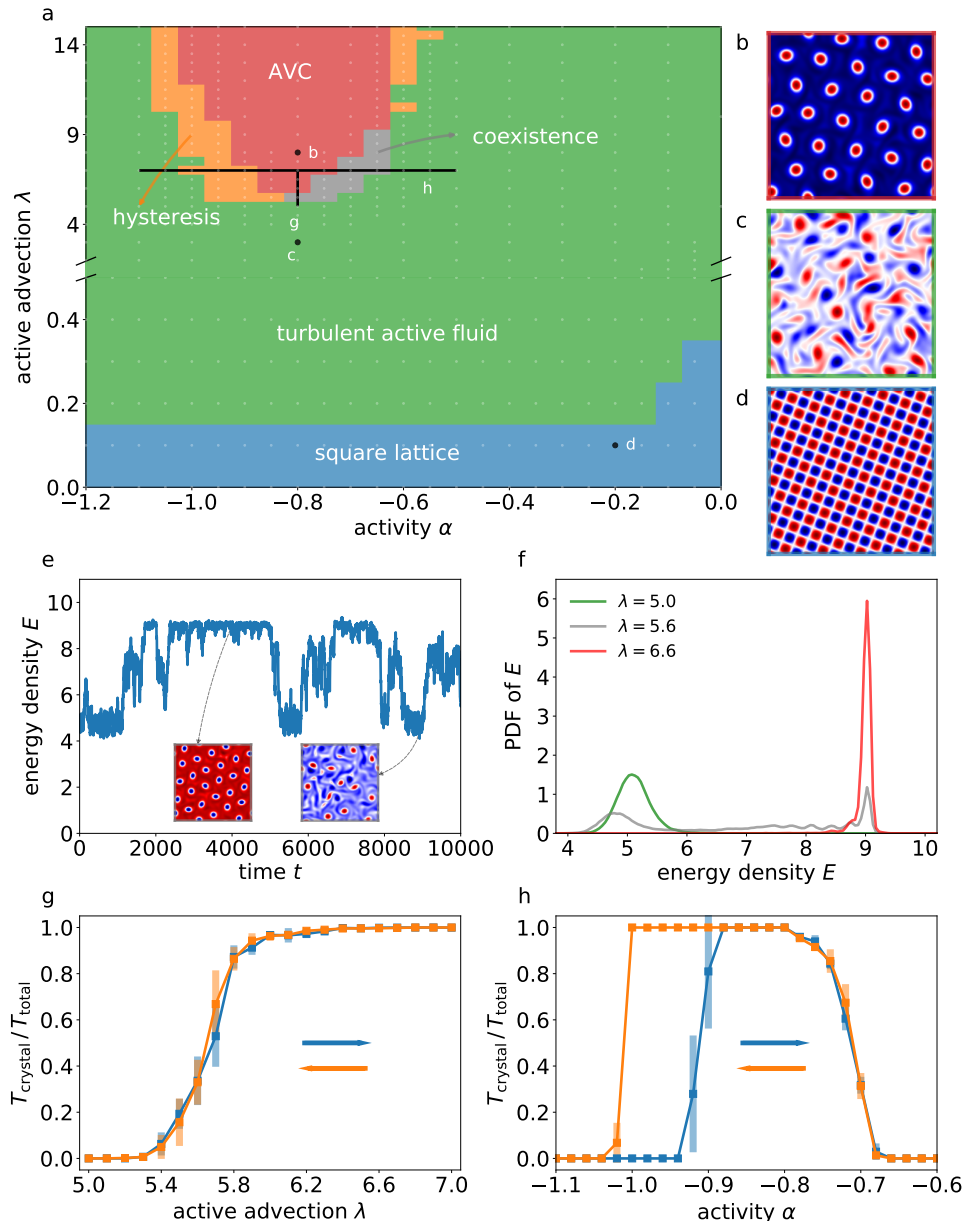 a
14
9
4
0.4
0.2
0.0
active advection λ
AVC
b
coexistence
hysteresis
g
h
c
turbulent active fluid
square lattice
d
−1.2
−1.0
−0.8
−0.6
−0.4
−0.2
0.0
activity α
b
c
d
e
10
8
6
4
2
0
energy density E
0
2000
4000
6000
8000
10000
time t
f
6
5
4
3
2
1
0
PDF of E
λ = 5.0
λ = 5.6
λ = 6.6
4
5
6
7
8
9
10
energy density E
g
1.0
0.8
0.6
0.4
0.2
0.0
T_crystal / T_total
5.0
5.4
5.8
6.2
6.6
7.0
active advection λ
h
1.0
0.8
0.6
0.4
0.2
0.0
T_crystal / T_total
−1.1
−1.0
−0.9
−0.8
−0.7
−0.6
activity α